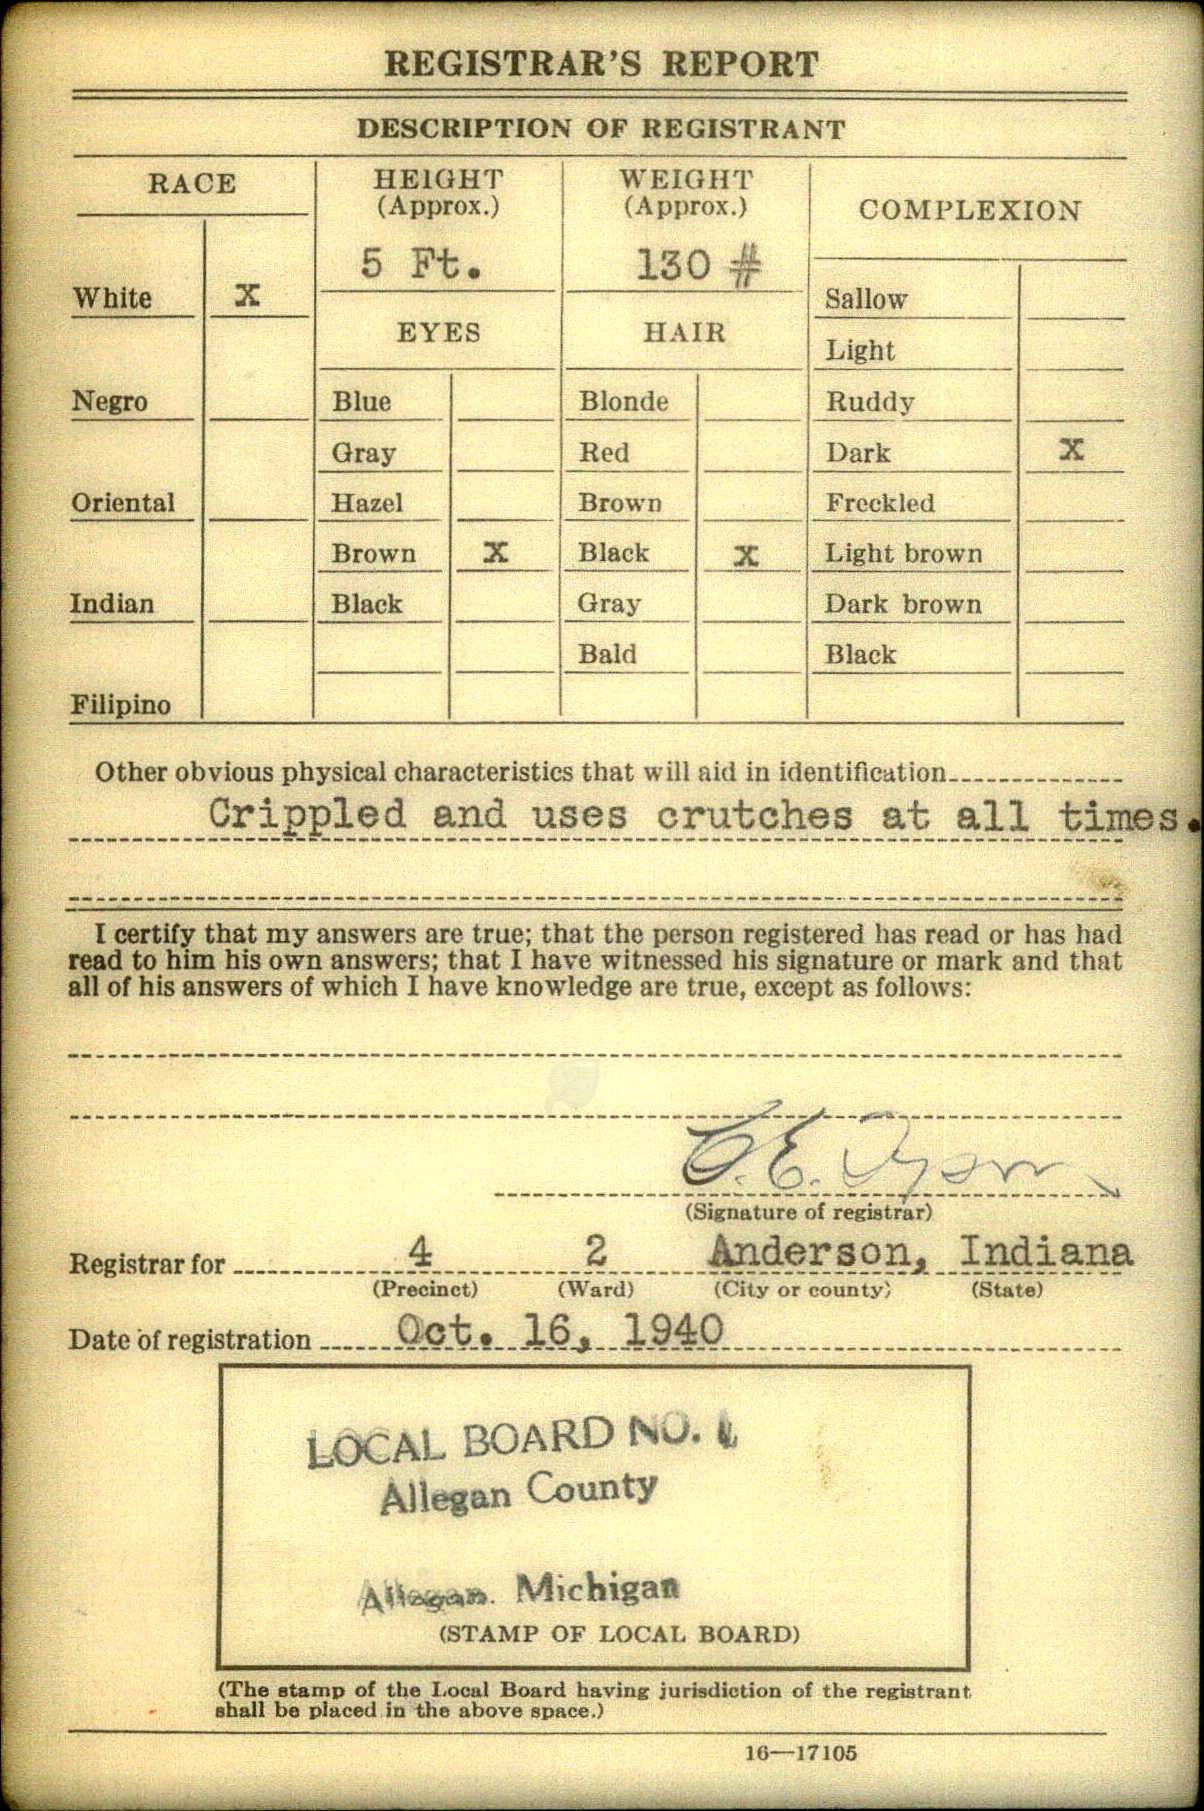 REGISTRAR'S REPORT
DESCRIPTION OF REGISTRANT
RACE
White X
Negro
Oriental
Indian
Filipino
HEIGHT
(Approx.)
5 Ft.
WEIGHT
(Approx.)
130 #
EYES
Blue
Gray
Hazel
Brown X
Black
HAIR
Blonde
Red
Brown
Black X
Gray
Bald
COMPLEXION
Sallow
Light
Ruddy
Dark X
Freckled
Light brown
Dark brown
Black
Other obvious physical characteristics that will aid in identification
Crippled and uses crutches at all times.
I certify that my answers are true; that the person registered has read or has had
read to him his own answers; that I have witnessed his signature or mark and that
all of his answers of which I have knowledge are true, except as follows:
C. E.
(Signature of registrar)
Registrar for 4 2 Anderson, Indiana
(Precinct) (Ward) (City or county) (State)
Date of registration Oct. 16, 1940
LOCAL BOARD NO. 1
Allegan County
Allegan. Michigan
(STAMP OF LOCAL BOARD)
(The stamp of the Local Board having jurisdiction of the registrant
shall be placed in the above space.)
16—17105